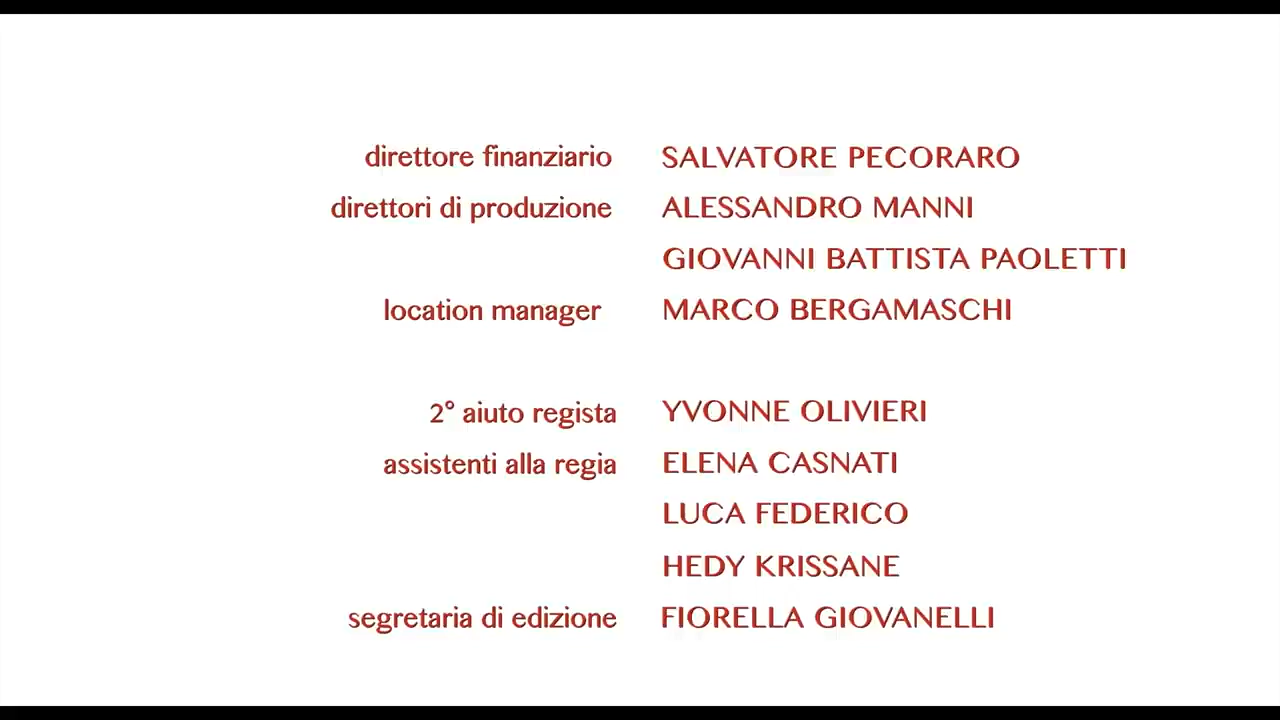 direttore finanziario SALVATORE PECORARO
direttori di produzione ALESSANDRO MANNI
GIOVANNI BATTISTA PAOLETTI
location manager MARCO BERGAMASCHI
2° aiuto regista YVONNE OLIVIERI
assistenti alla regia ELENA CASNATI
LUCA FEDERICO
HEDY KRISSANE
segretaria di edizione FIORELLA GIOVANELLI